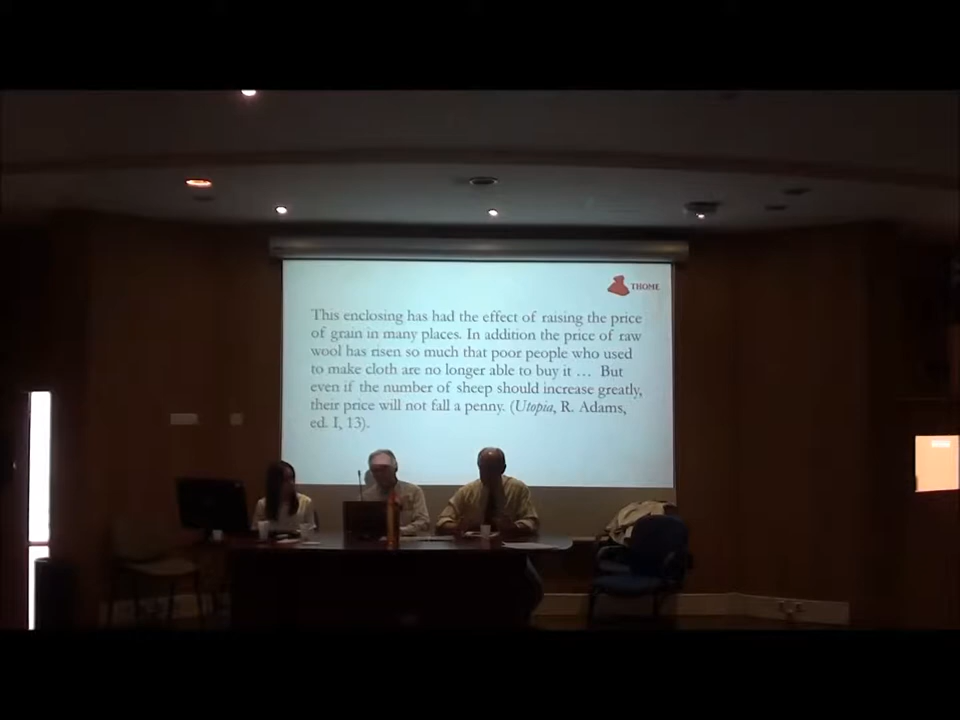 THOME
This enclosing has had the effect of raising the price
of grain in many places. In addition the price of raw
wool has risen so much that poor people who used
to make cloth are no longer able to buy it … But
even if the number of sheep should increase greatly,
their price will not fall a penny. (Utopia, R. Adams,
ed. I, 13).